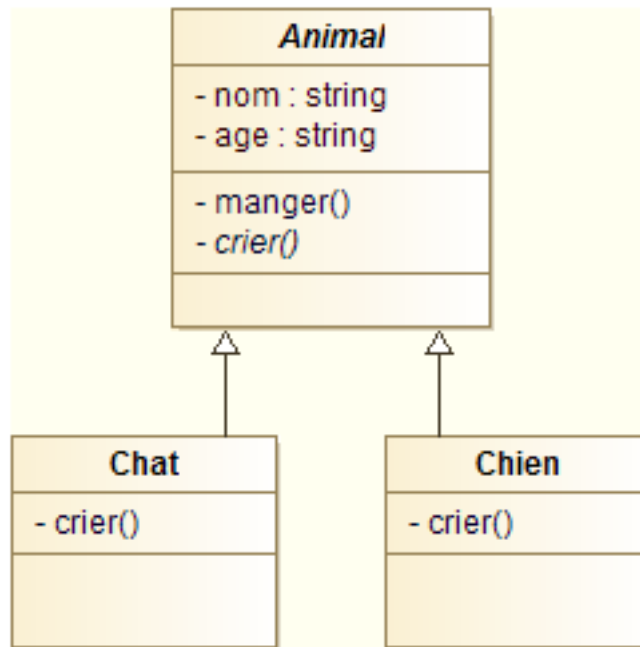 Animal
- nom : string
- age : string
- manger()
- crier()
Chat
- crier()
Chien
- crier()